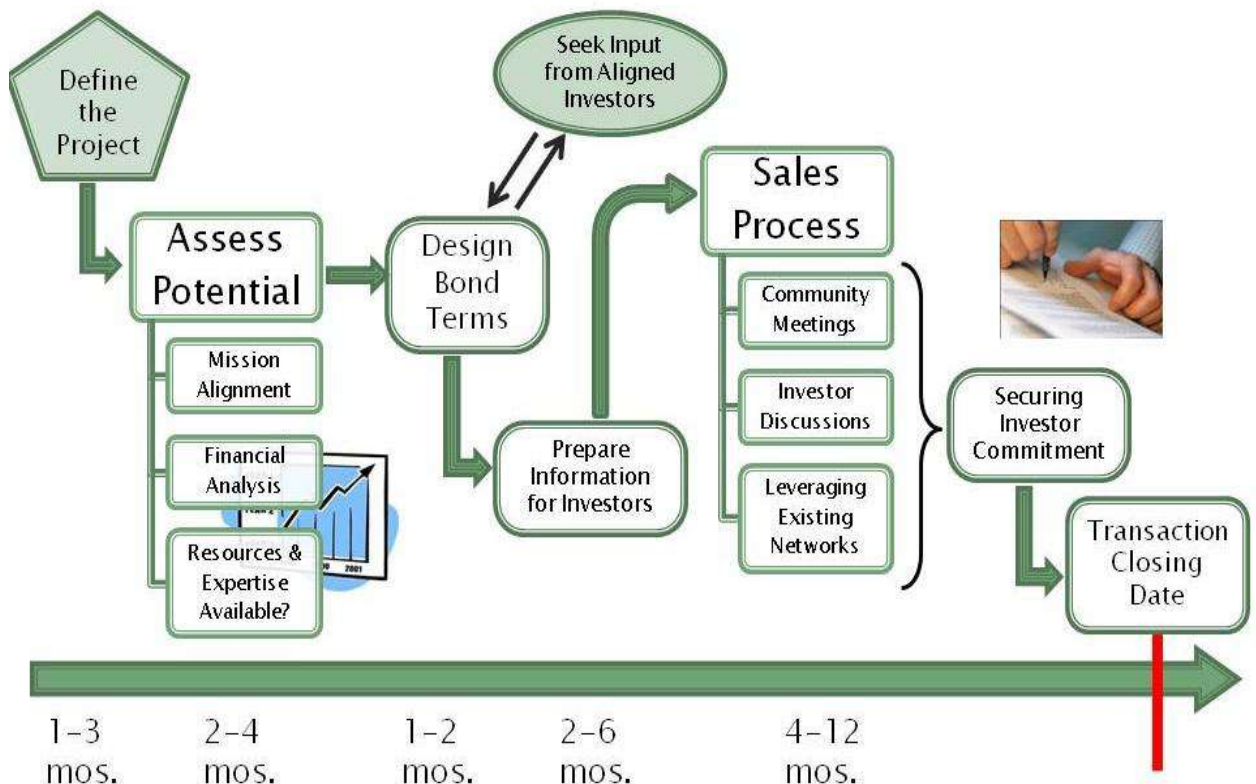 Define
the
Project
Seek Input
from Aligned
Investors
Assess
Potential
Mission
Alignment
Financial
Analysis
Resources &
Expertise
Available?
2001
Design
Bond
Terms
Prepare
Information
for Investors
Sales
Process
Community
Meetings
Investor
Discussions
Leveraging
Existing
Networks
Securing
Investor
Commitment
Transaction
Closing
Date
1-3
mos.
2-4
mos.
1-2
mos.
2-6
mos.
4-12
mos.